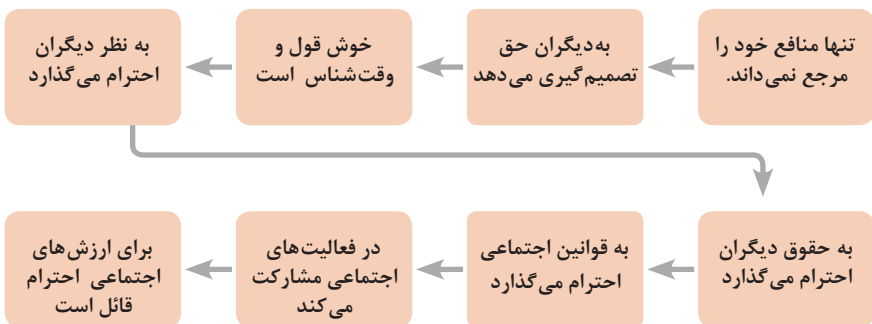 تنها منافع خود را
مرجع نمی‌داند.
به‌دیگران حق
تصمیم‌گیری می‌دهد
خوش قول و
وقت‌شناس است
به نظر دیگران
احترام می‌گذارد
به حقوق دیگران
احترام می‌گذارد
به قوانین اجتماعی
احترام می‌گذارد
در فعالیت‌های
اجتماعی مشارکت
می‌کند
برای ارزش‌های
اجتماعی احترام
قائل است